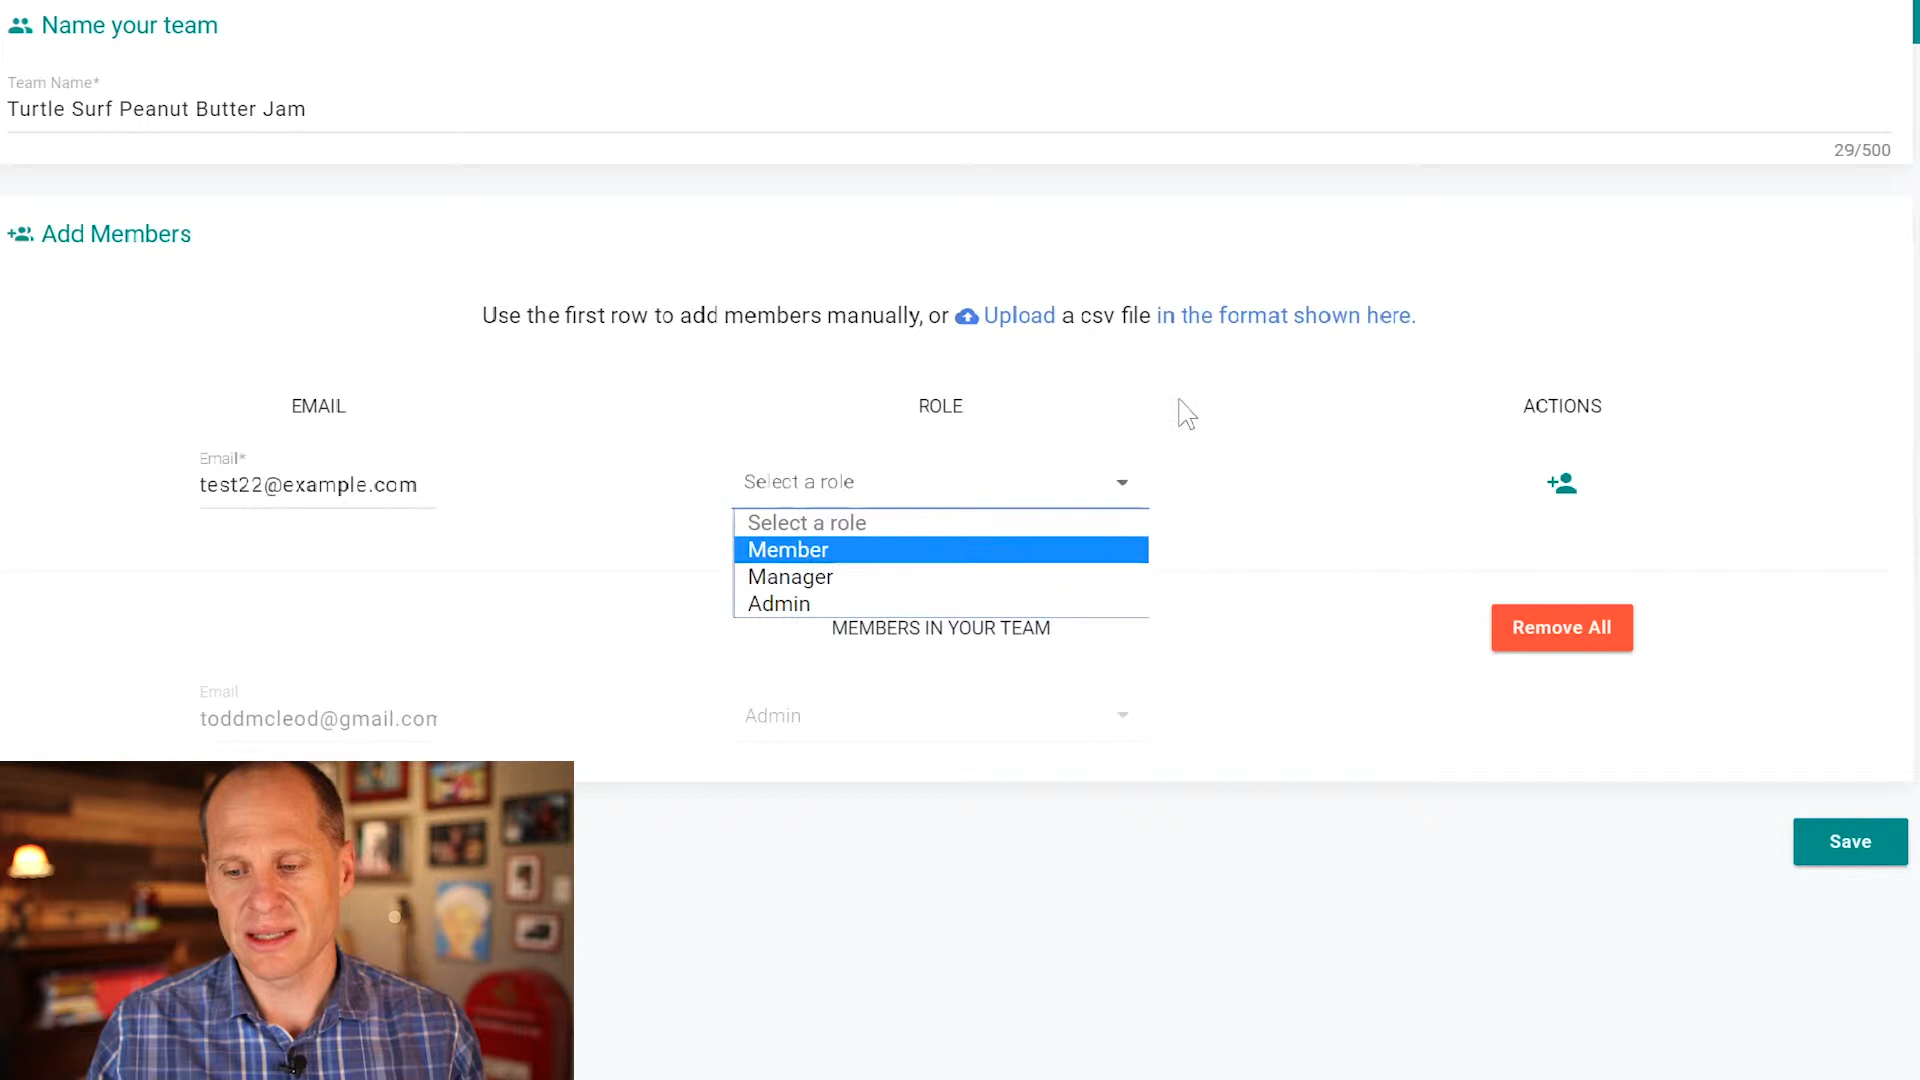 Name your team
Team Name*
Turtle Surf Peanut Butter Jam
29/500
Add Members
Use the first row to add members manually, or Upload a csv file in the format shown here.
EMAIL ROLE ACTIONS
Email*
test22@example.com
Select a role
Select a role
Member
Manager
Admin
MEMBERS IN YOUR TEAM
Remove All
Email
toddmcleod@gmail.com
Admin
Save